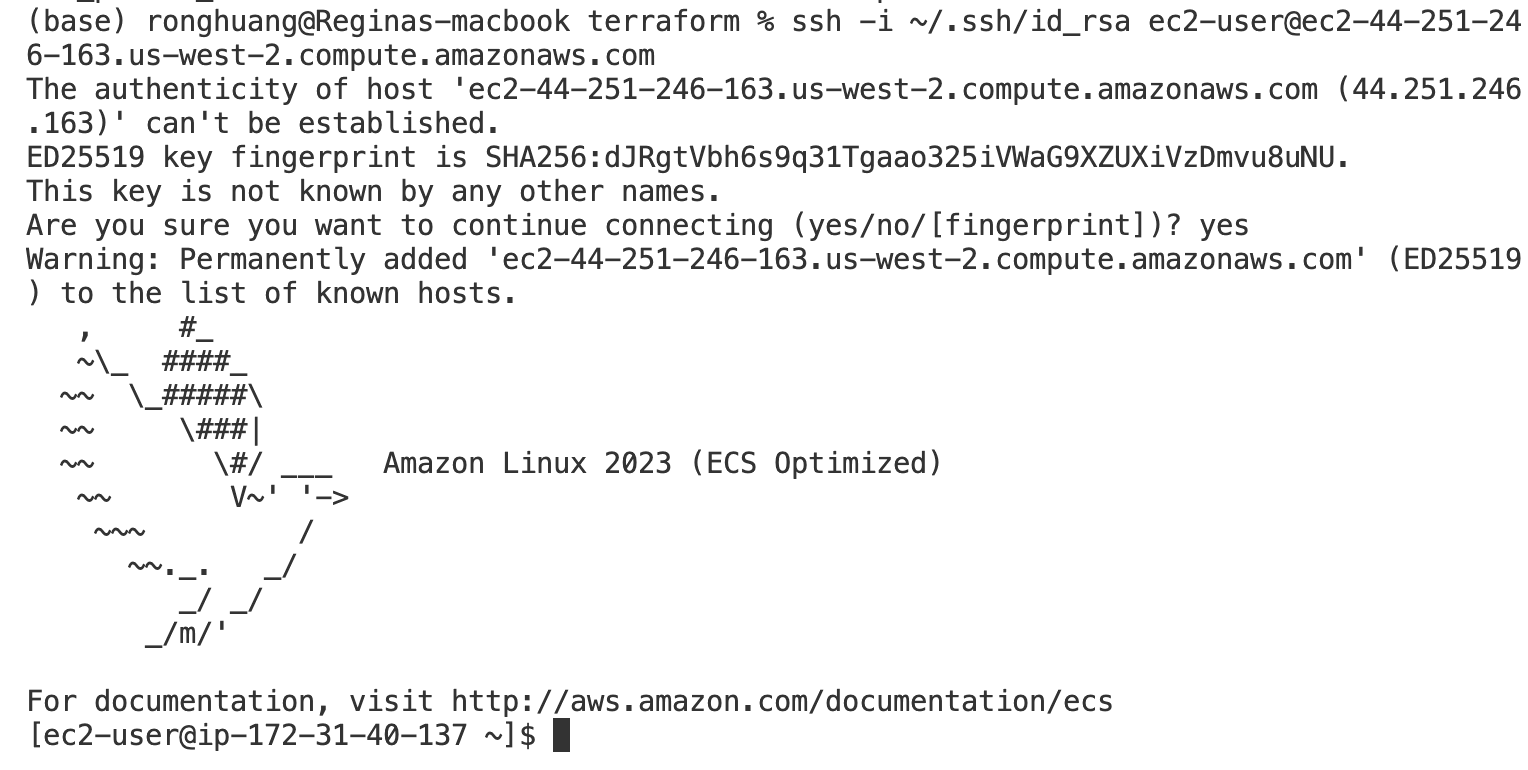 (base) ronghuang@Reginas-macbook terraform % ssh -i ~/.ssh/id_rsa ec2-user@ec2-44-251-24
6-163.us-west-2.compute.amazonaws.com
The authenticity of host 'ec2-44-251-246-163.us-west-2.compute.amazonaws.com (44.251.246
.163)' can't be established.
ED25519 key fingerprint is SHA256:dJRgtVbh6s9q31Tgaao325iVWaG9XZUXiVzDmvu8uNU.
This key is not known by any other names.
Are you sure you want to continue connecting (yes/no/[fingerprint])? yes
Warning: Permanently added 'ec2-44-251-246-163.us-west-2.compute.amazonaws.com' (ED25519
) to the list of known hosts.
   ,     #_
   ~\_  ####_
  ~~  \_#####\
  ~~     \###|
  ~~       \#/ ___   Amazon Linux 2023 (ECS Optimized)
   ~~       V~' '->
    ~~~         /
      ~~._.   _/
         _/ _/
       _/m/'
For documentation, visit http://aws.amazon.com/documentation/ecs
[ec2-user@ip-172-31-40-137 ~]$